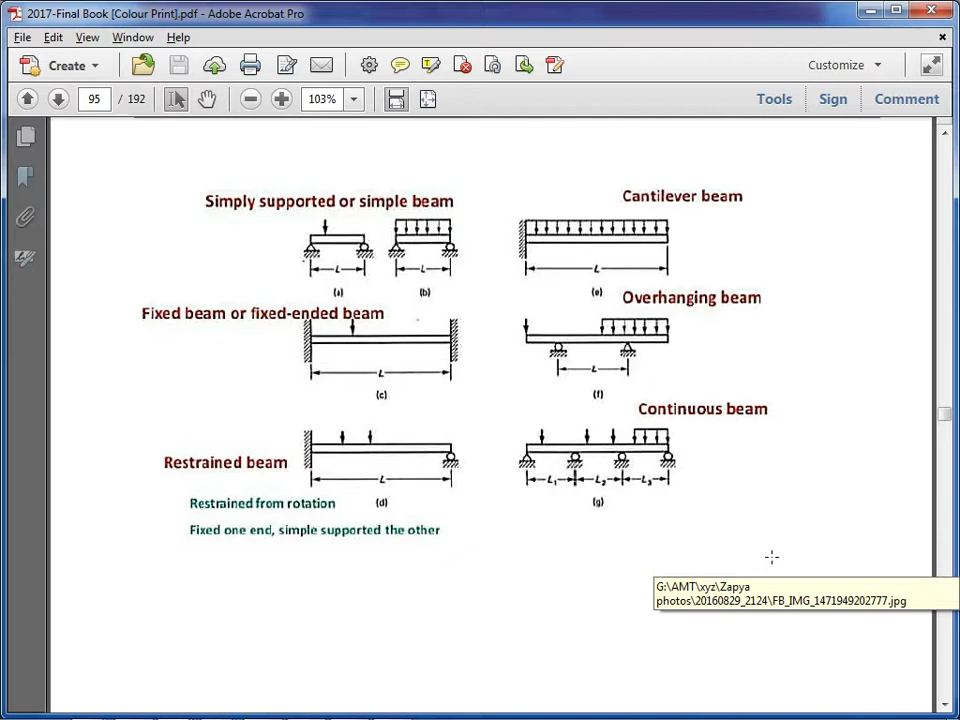 2017-Final Book [Colour Print].pdf - Adobe Acrobat Pro
File Edit View Window Help
Create
Customize
95 / 192
103%
Tools Sign Comment
Simply supported or simple beam
Cantilever beam
L L
L
(a) (b)
(e)
Fixed beam or fixed-ended beam
Overhanging beam
L
L
(c)
(f)
Continuous beam
Restrained beam
L
L₁ L₂ L₃
Restrained from rotation
(d)
(g)
Fixed one end, simple supported the other
G:\AMT\xyz\Zapya
photos\20160829_2124\FB_IMG_1471949202777.jpg